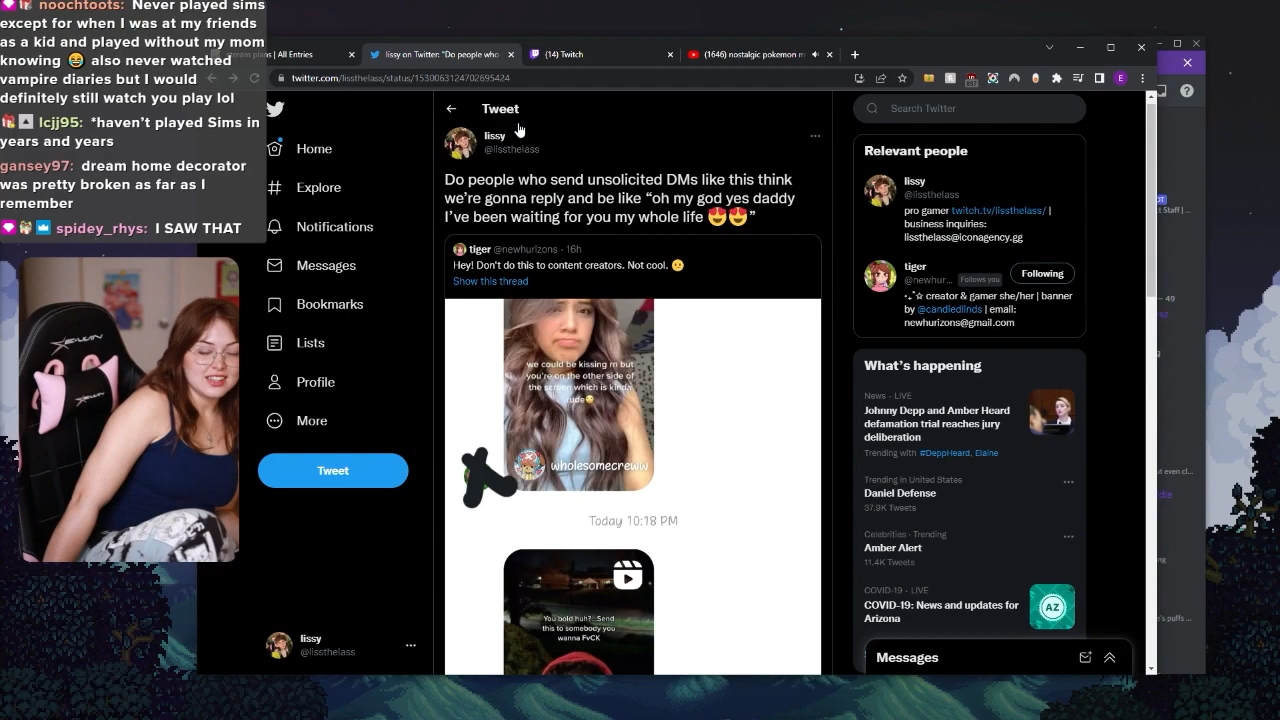 noochtoots: Never played sims
except for when I was at my friends
as a kid and played without my mom
knowing 😂 also never watched
vampire diaries but I would
definitely still watch you play lol
lcjj95: *haven't played Sims in
years and years
gansey97: dream home decorator
was pretty broken as far as I
remember
spidey_rhys: I SAW THAT
All Entries
lissy on Twitter: "Do people who
(14) Twitch
(1646) nostalgic pokemon m
twitter.com/lissthelass/status/1530063124702695424
Home
Explore
Notifications
Messages
Bookmarks
Lists
Profile
More
Tweet
lissy
@lissthelass
Tweet
lissy
@lissthelass
Do people who send unsolicited DMs like this think
we're gonna reply and be like “oh my god yes daddy
I've been waiting for you my whole life 😍😍”
tiger @newhurizons · 16h
Hey! Don't do this to content creators. Not cool. 😕
Show this thread
we could be kissing rn but
you're on the other side of
the screen which is kinda
rude🙄
wholesomecreww
Today 10:18 PM
You bold huh?...Send
this to somebody you
wanna FvCK
Search Twitter
Relevant people
lissy
@lissthelass
pro gamer twitch.tv/lissthelass/ |
business inquiries:
lissthelass@iconagency.gg
tiger
@newhur... Follows you
Following
creator & gamer she/her | banner
by @candiedlinds | email:
newhurizons@gmail.com
What's happening
News · LIVE
Johnny Depp and Amber Heard
defamation trial reaches jury
deliberation
Trending with #DeppHeard, Elaine
Trending in United States
Daniel Defense
37.9K Tweets
Celebrities · Trending
Amber Alert
11.4K Tweets
COVID-19 · LIVE
COVID-19: News and updates for
Arizona
AZ
Messages